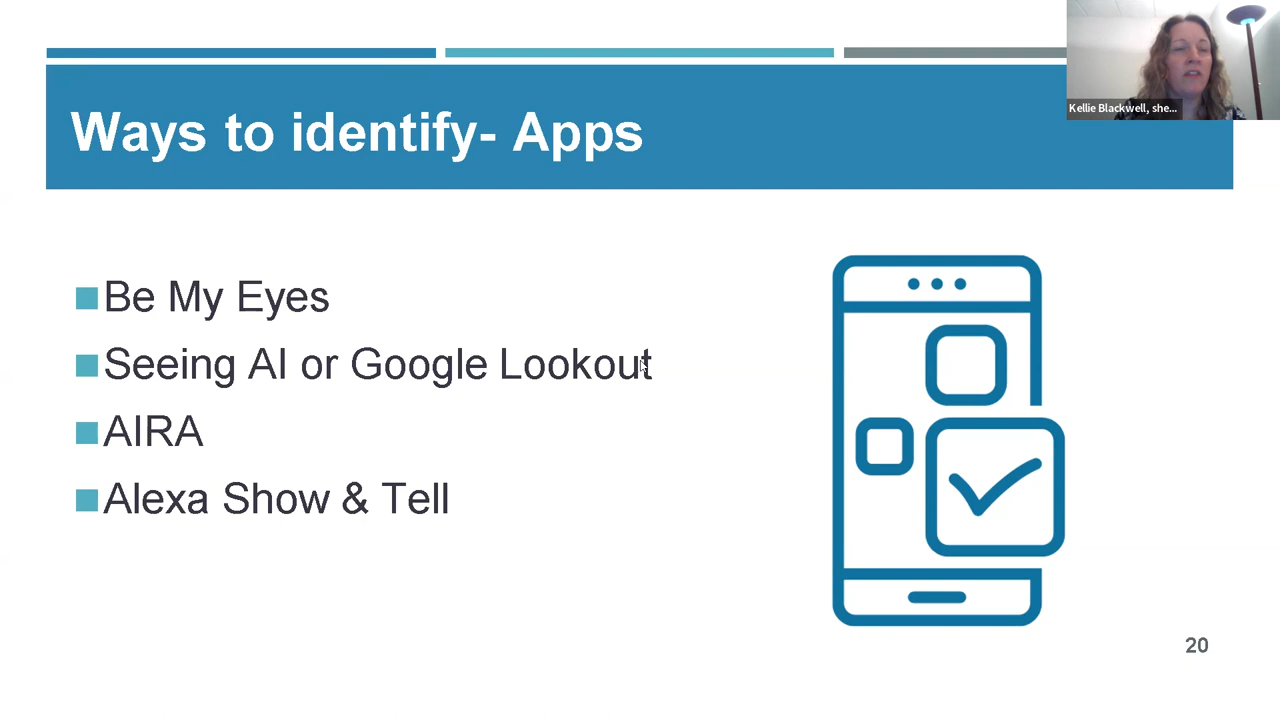 Kellie Blackwell, she...
Ways to identify- Apps
Be My Eyes
Seeing AI or Google Lookout
AIRA
Alexa Show & Tell
20